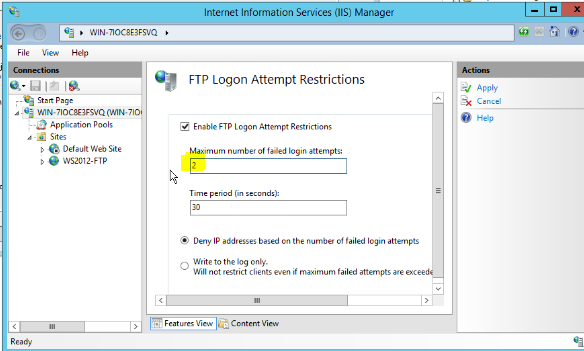 Internet Information Services (IIS) Manager
WIN-7IOC8E3FSVQ
File View Help
Connections
Start Page
WIN-7IOC8E3FSVQ (WIN-7IO
Application Pools
Sites
Default Web Site
WS2012-FTP
FTP Logon Attempt Restrictions
Enable FTP Logon Attempt Restrictions
Maximum number of failed login attempts:
2
Time period (in seconds):
30
Deny IP addresses based on the number of failed login attempts
Write to the log only.
Will not restrict clients even if maximum failed attempts are exceede
Features View Content View
Actions
Apply
Cancel
Help
Ready